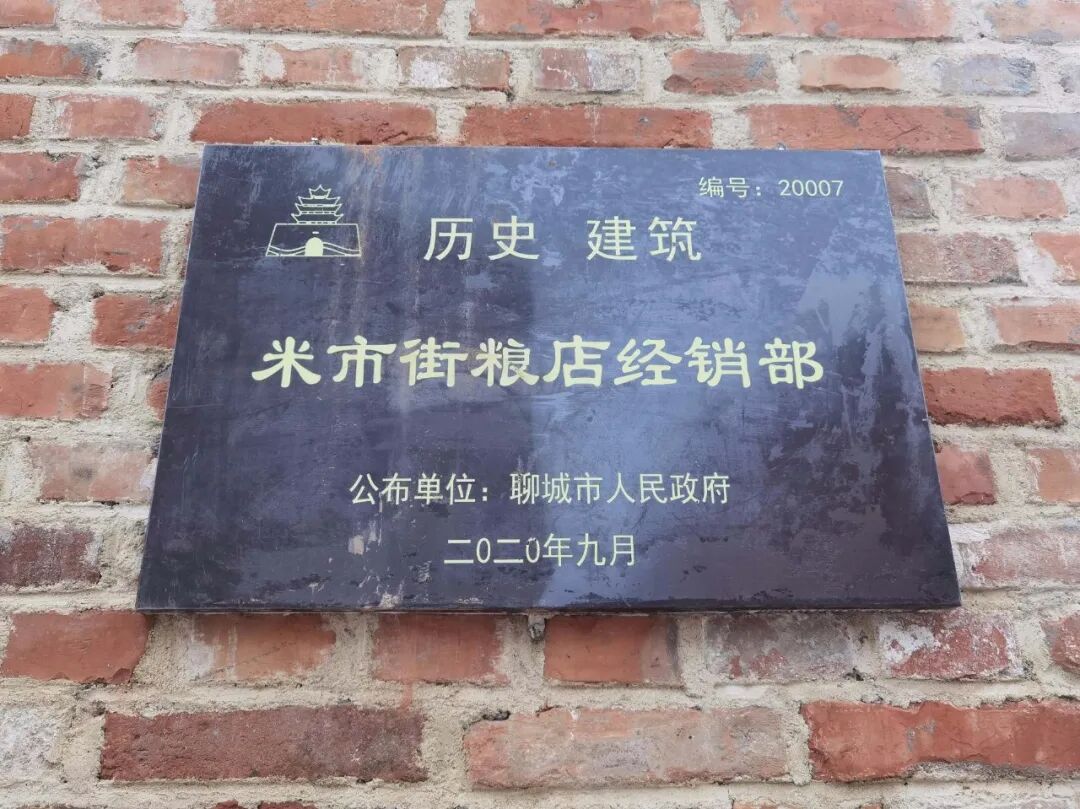 编号：20007
历史 建筑
米市街粮店经销部
公布单位：聊城市人民政府
二0二0年九月